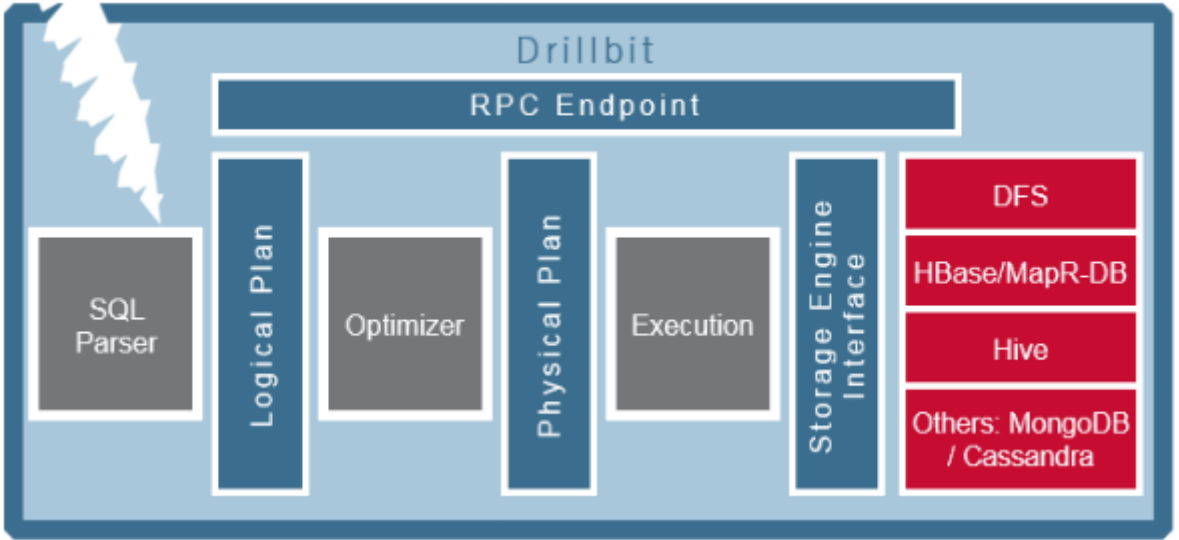 Drillbit
RPC Endpoint
SQL
Parser
Logical Plan
Optimizer
Physical Plan
Execution
Storage Engine
Interface
DFS
HBase/MapR-DB
Hive
Others: MongoDB
/ Cassandra